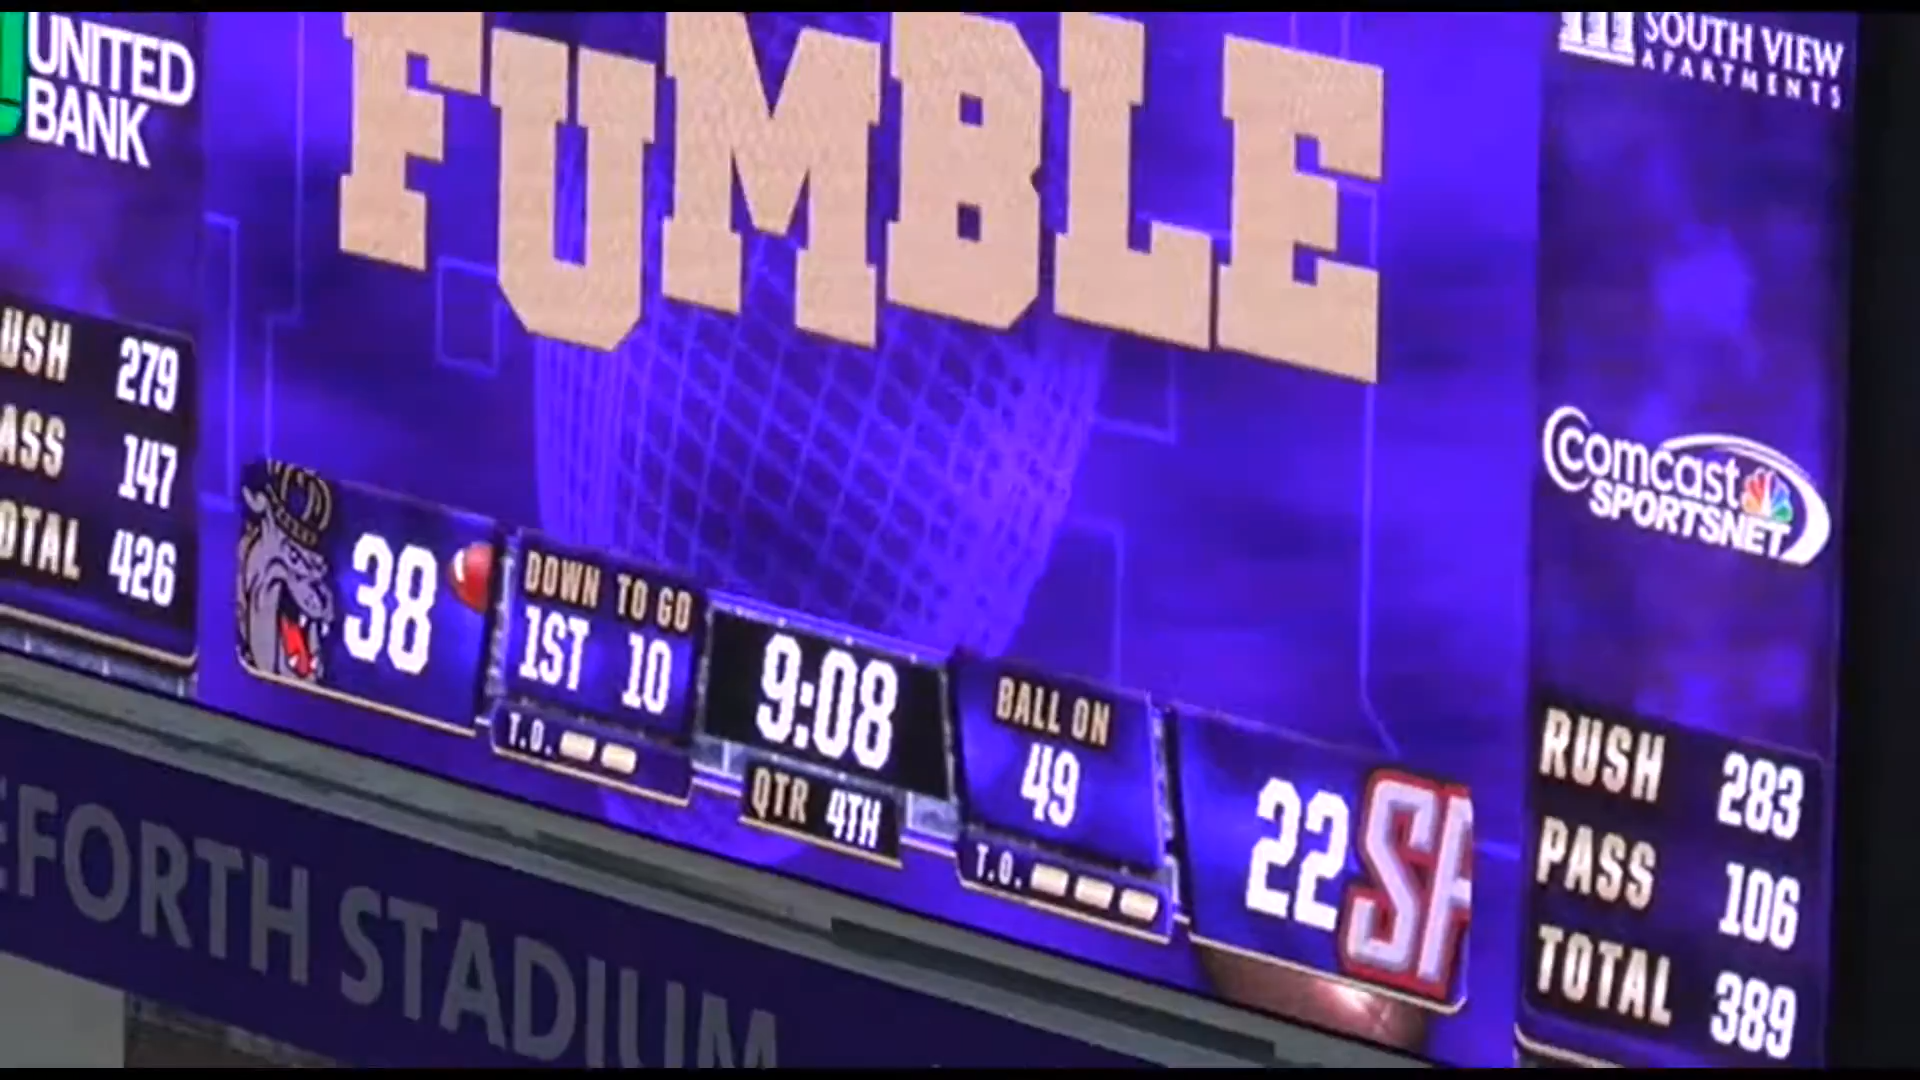 UNITED
BANK
FUMBLE
SOUTH VIEW
APARTMENTS
USH 279
ASS 147
OTAL 426
38
DOWN TO GO
1ST 10
T.O.
9:08
QTR 4TH
BALL ON
49
T.O.
22
comcast
SPORTSNET
RUSH 283
PASS 106
TOTAL 389
EFORTH STADIUM